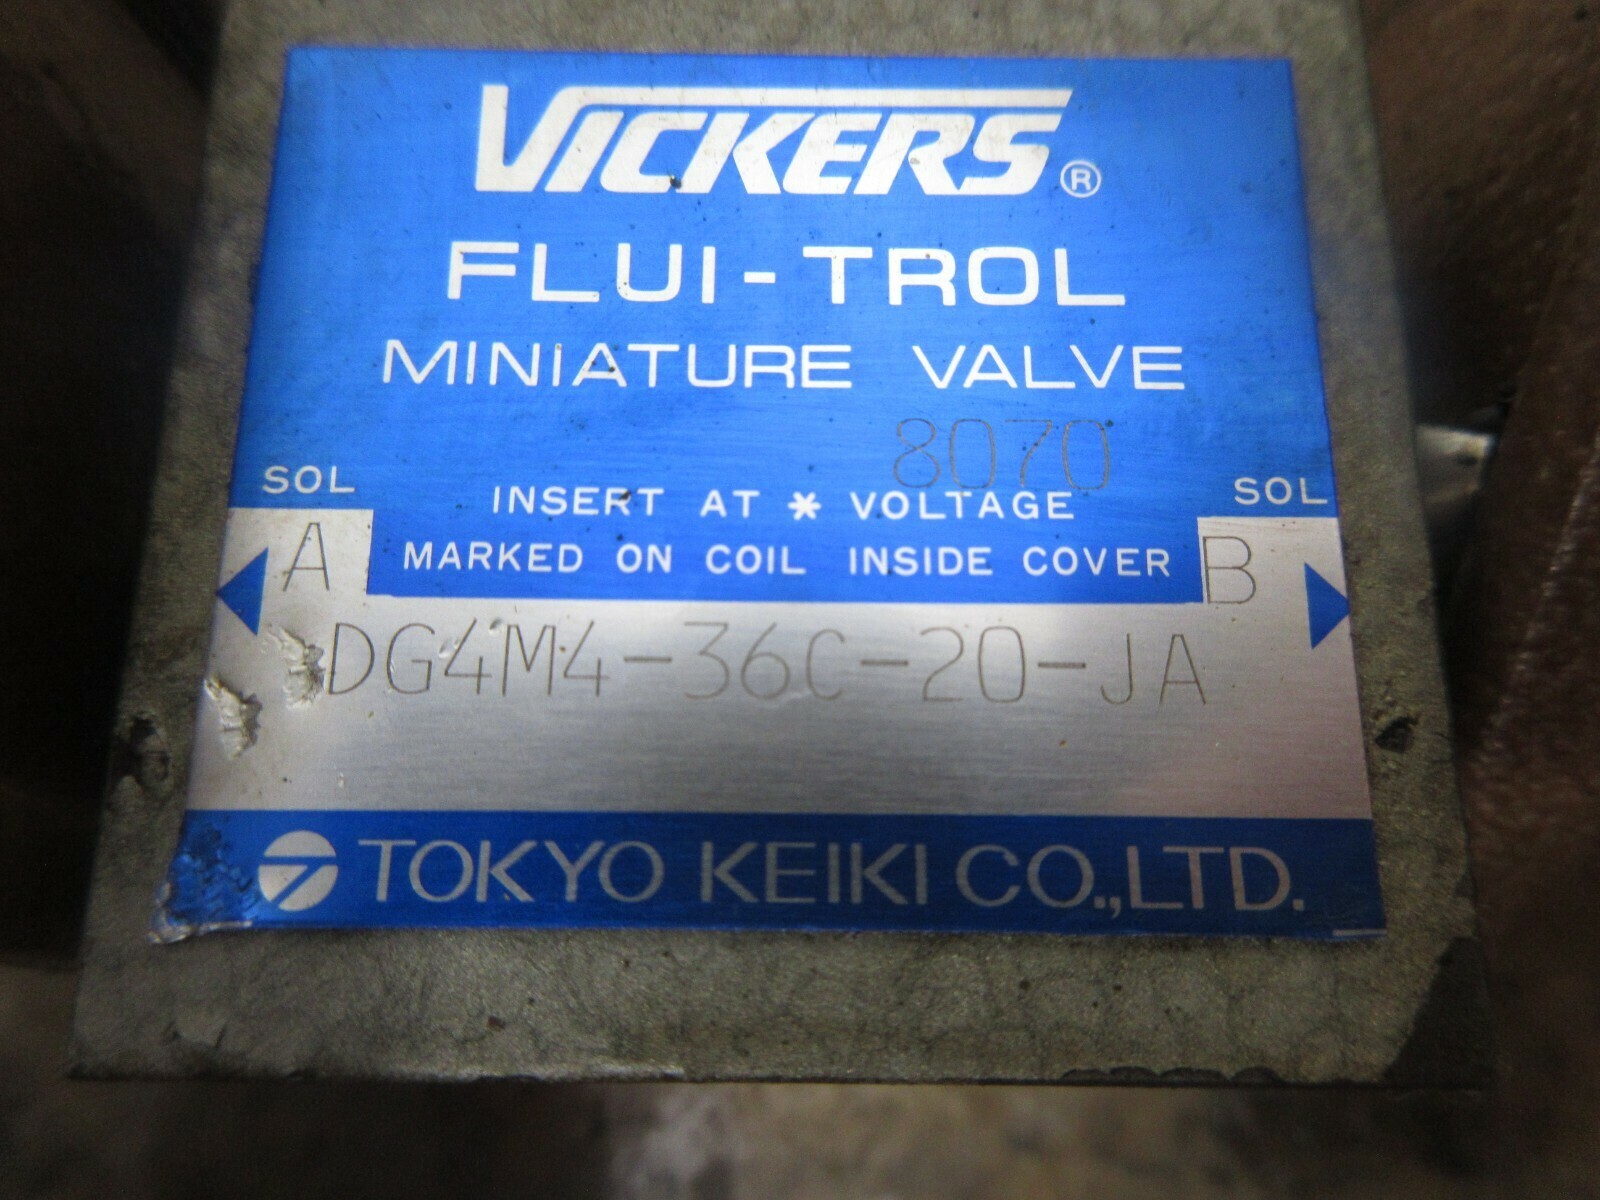 VICKERS®
FLUI-TROL
MINIATURE VALVE
8070
SOL SOL
INSERT AT * VOLTAGE
A B
MARKED ON COIL INSIDE COVER
DG4M4-36C-20-JA
TOKYO KEIKI CO.,LTD.